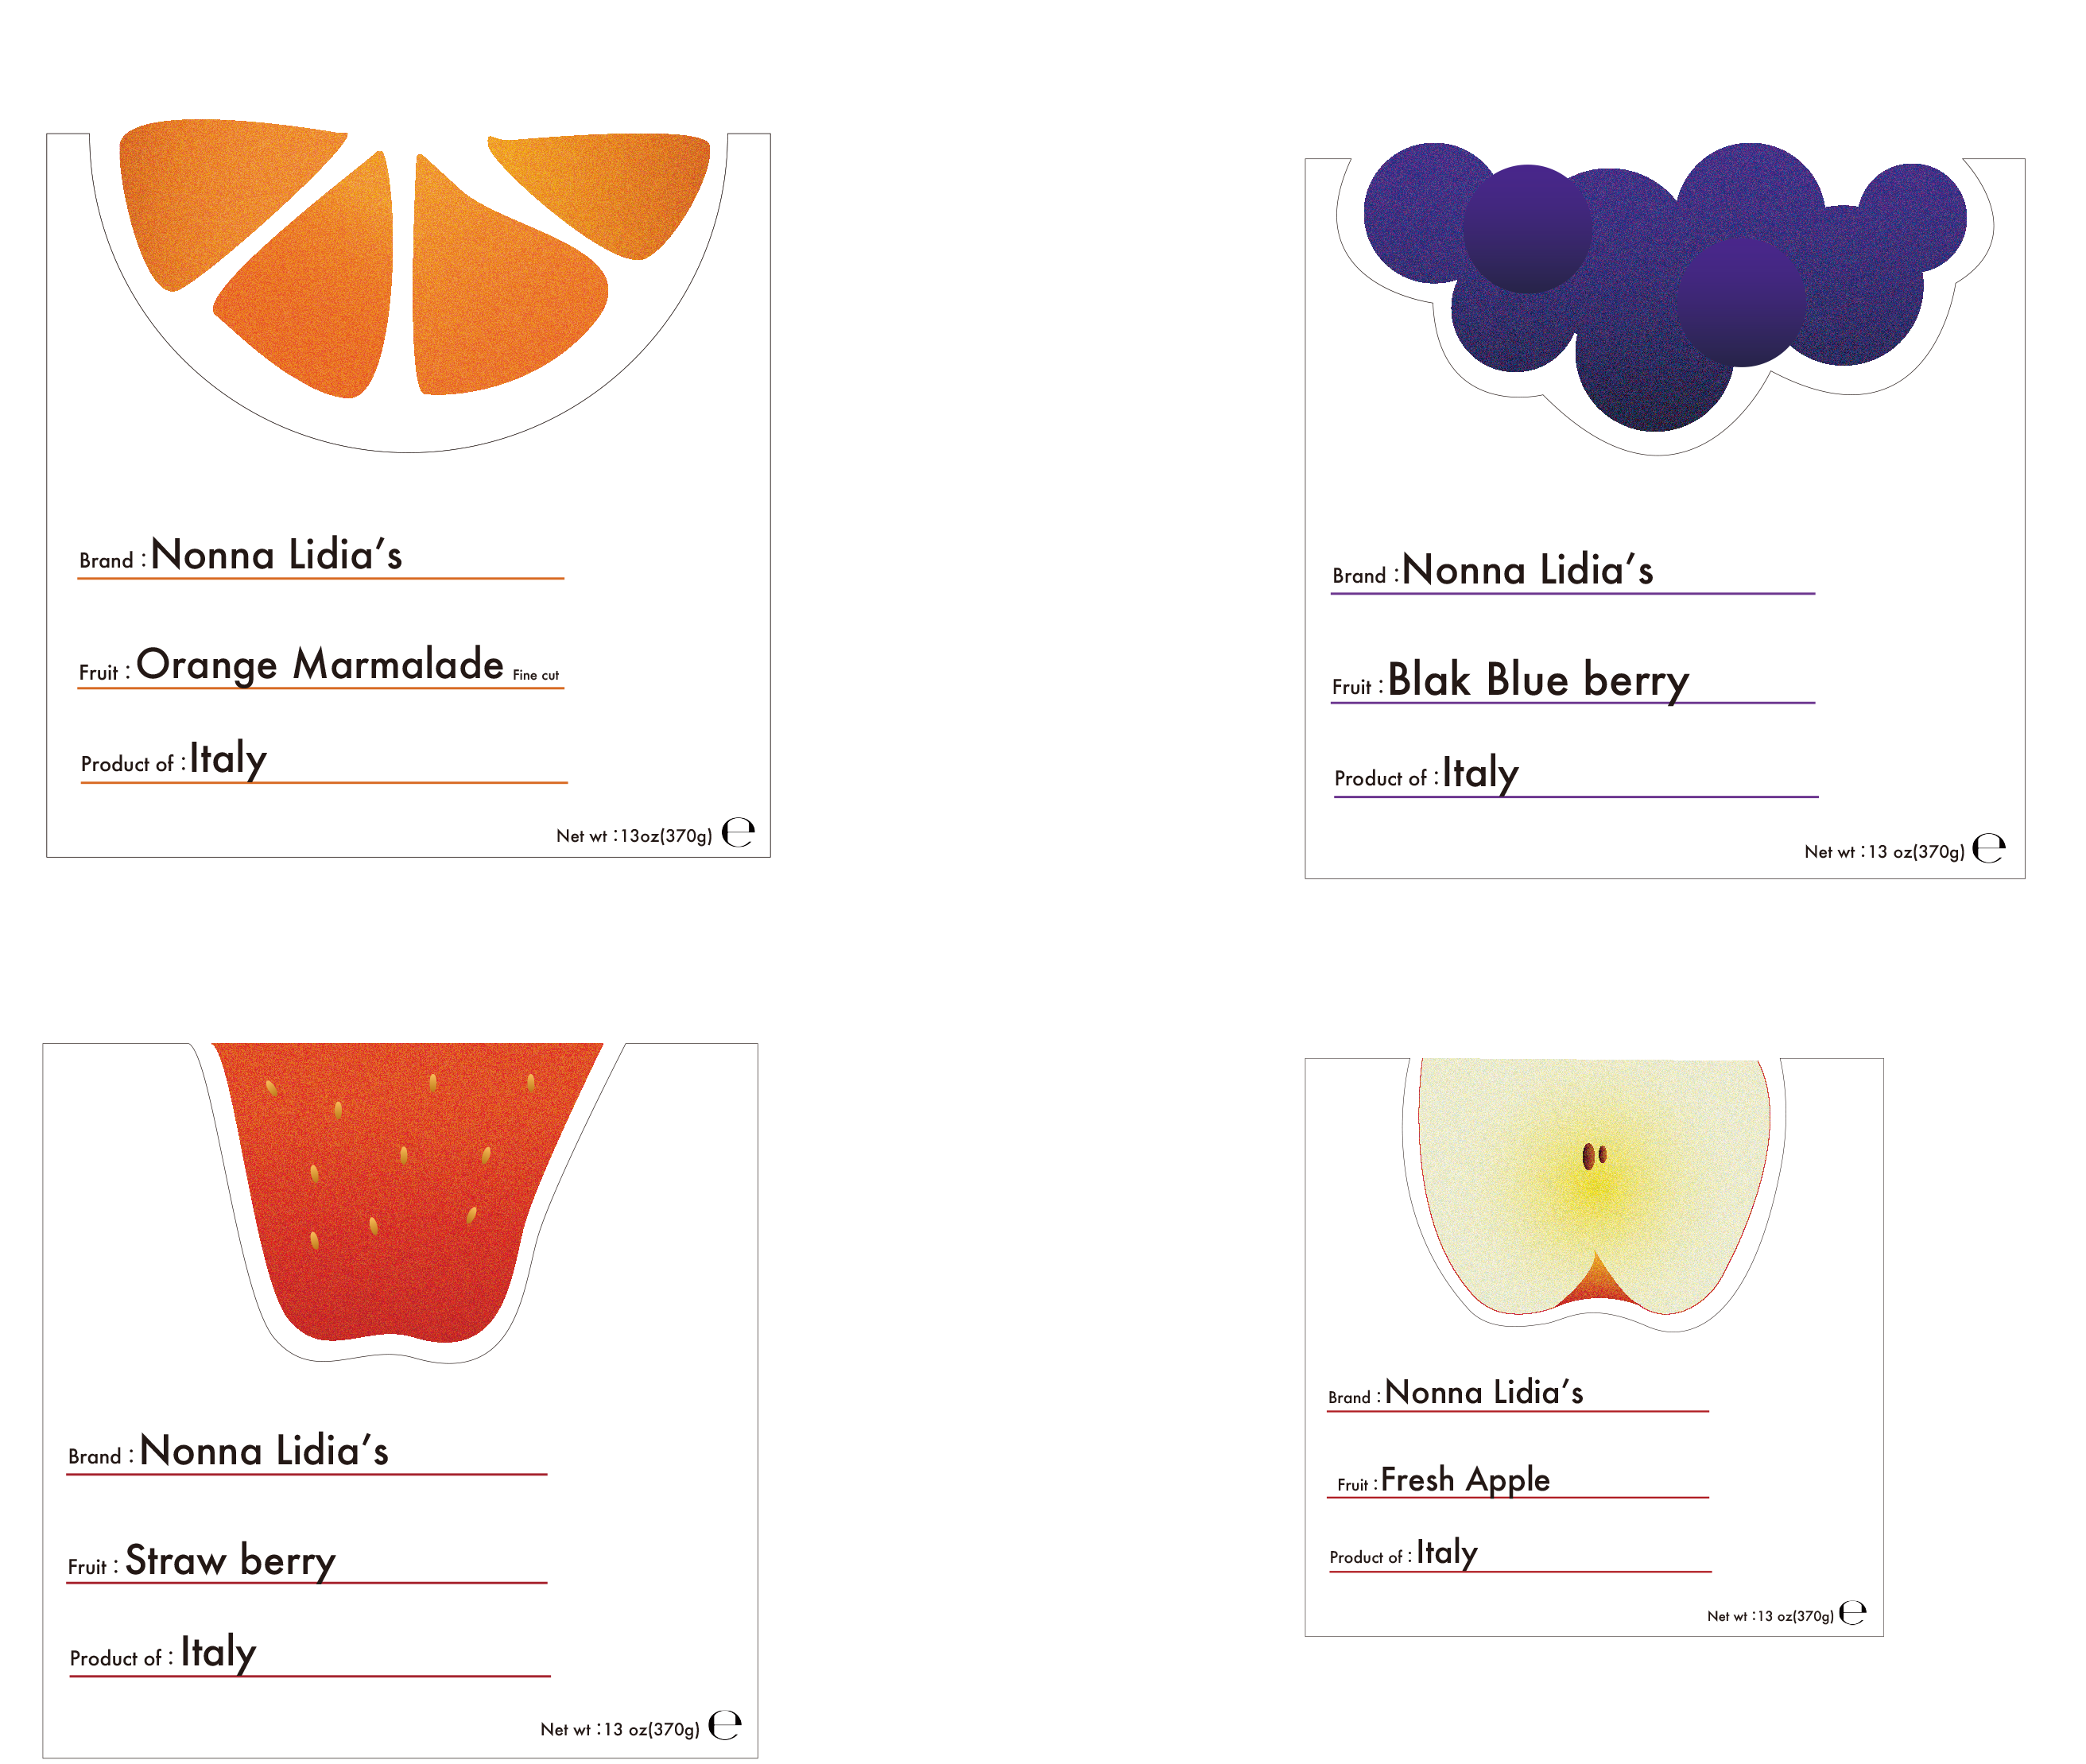 Brand : Nonna Lidia's
Fruit : Orange Marmalade Fine cut
Product of : Italy
Net wt : 13oz(370g) ℮
Brand : Nonna Lidia's
Fruit : Blak Blue berry
Product of : Italy
Net wt : 13 oz(370g) ℮
Brand : Nonna Lidia's
Fruit : Straw berry
Product of : Italy
Net wt : 13 oz(370g) ℮
Brand : Nonna Lidia's
Fruit : Fresh Apple
Product of : Italy
Net wt : 13 oz(370g) ℮